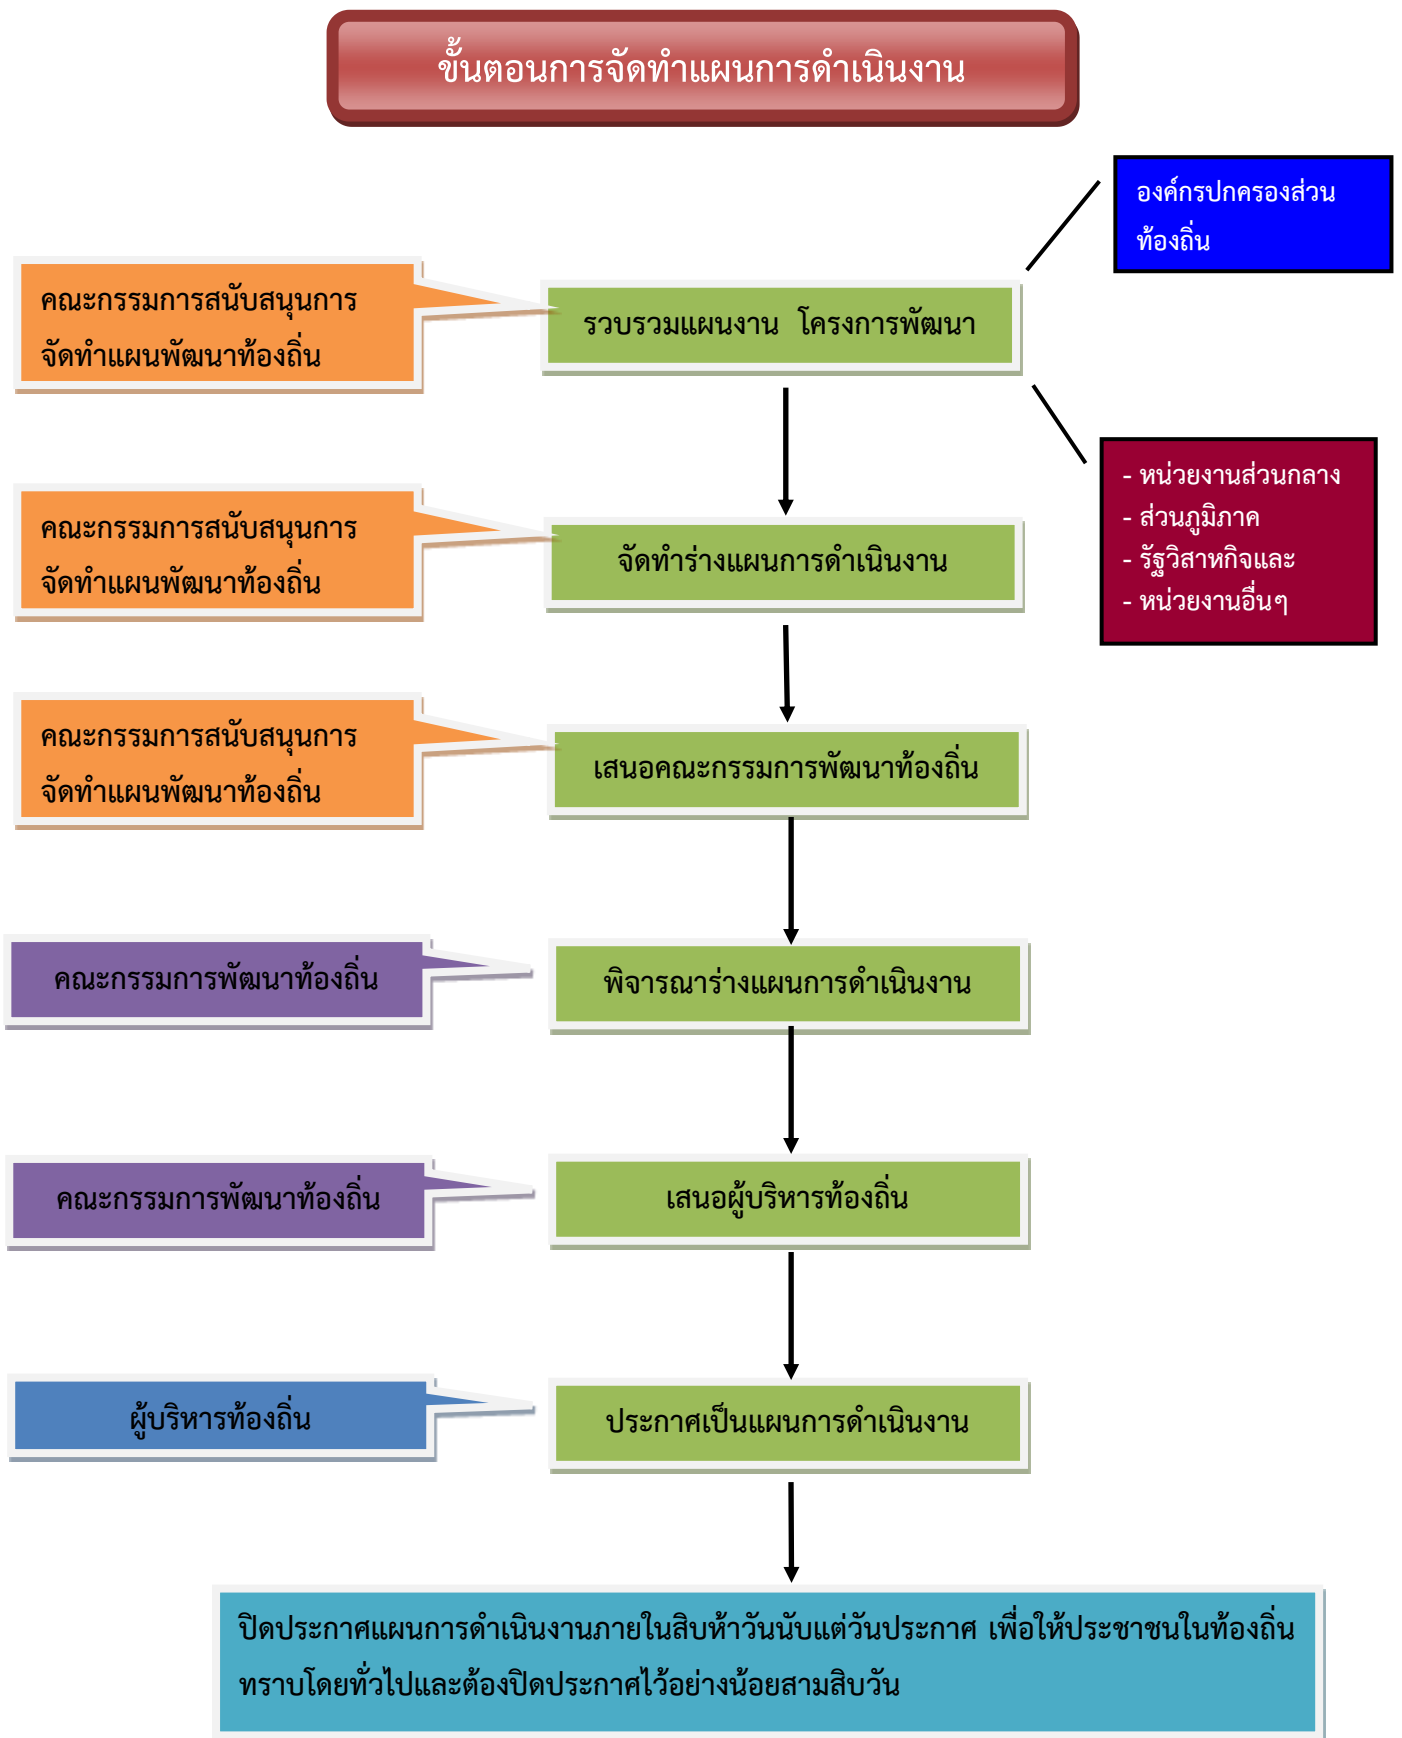 ขั้นตอนการจัดทำแผนการดำเนินงาน
องค์กรปกครองส่วน
ท้องถิ่น
คณะกรรมการสนับสนุนการ
จัดทำแผนพัฒนาท้องถิ่น
รวบรวมแผนงาน โครงการพัฒนา
- หน่วยงานส่วนกลาง
- ส่วนภูมิภาค
- รัฐวิสาหกิจและ
- หน่วยงานอื่นๆ
คณะกรรมการสนับสนุนการ
จัดทำแผนพัฒนาท้องถิ่น
จัดทำร่างแผนการดำเนินงาน
คณะกรรมการสนับสนุนการ
จัดทำแผนพัฒนาท้องถิ่น
เสนอคณะกรรมการพัฒนาท้องถิ่น
คณะกรรมการพัฒนาท้องถิ่น
พิจารณาร่างแผนการดำเนินงาน
คณะกรรมการพัฒนาท้องถิ่น
เสนอผู้บริหารท้องถิ่น
ผู้บริหารท้องถิ่น
ประกาศเป็นแผนการดำเนินงาน
ปิดประกาศแผนการดำเนินงานภายในสิบห้าวันนับแต่วันประกาศ เพื่อให้ประชาชนในท้องถิ่น
ทราบโดยทั่วไปและต้องปิดประกาศไว้อย่างน้อยสามสิบวัน